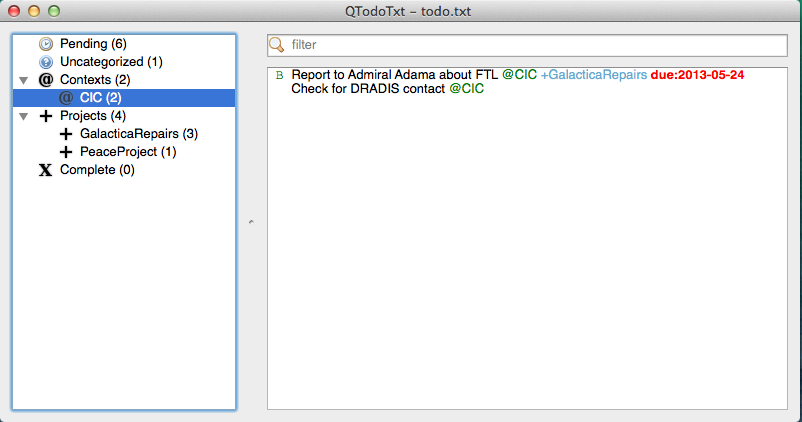 QTodoTxt – todo.txt
Pending (6)
Uncategorized (1)
@ Contexts (2)
@ CIC (2)
Projects (4)
GalacticaRepairs (3)
PeaceProject (1)
X Complete (0)
filter
B Report to Admiral Adama about FTL @CIC +GalacticaRepairs due:2013-05-24
Check for DRADIS contact @CIC